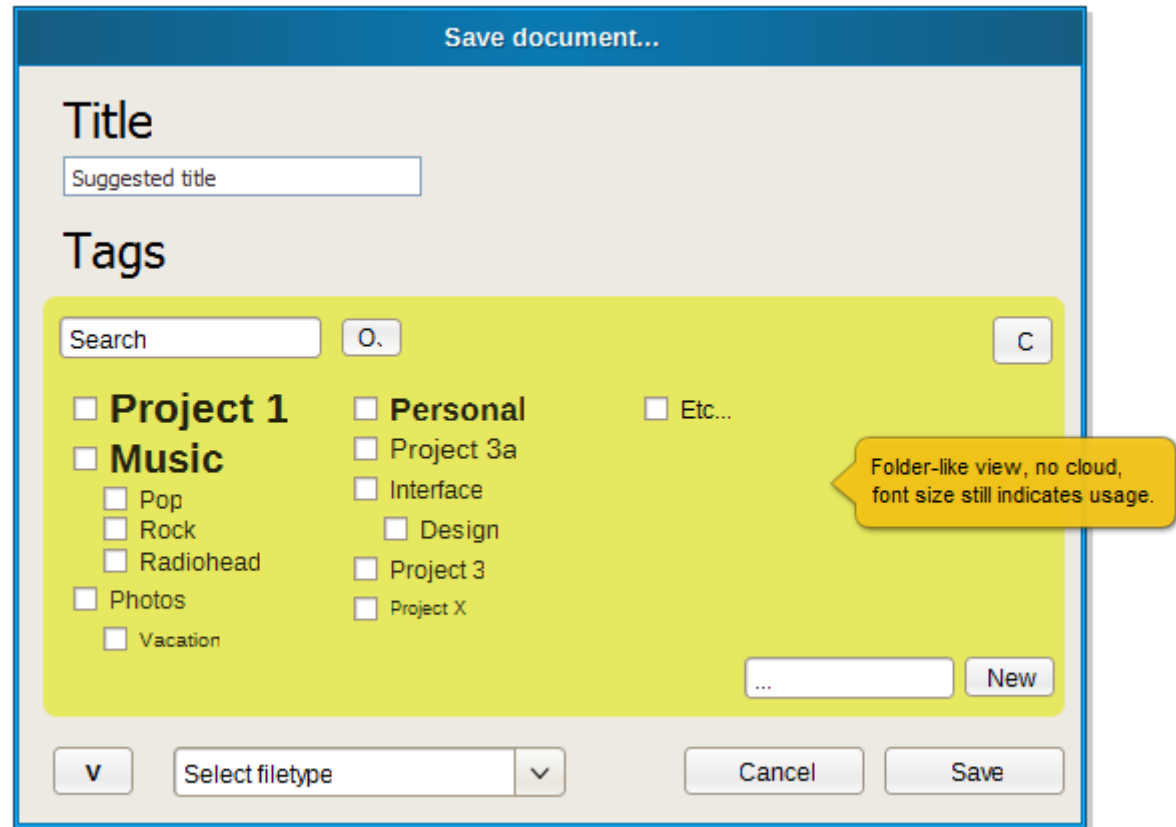 Save document...
Title
Suggested title
Tags
Search
O.
C
Project 1
Music
Pop
Rock
Radiohead
Photos
Vacation
Personal
Project 3a
Interface
Design
Project 3
Project X
Etc...
Folder-like view, no cloud,
font size still indicates usage.
...
New
V
Select filetype
Cancel
Save